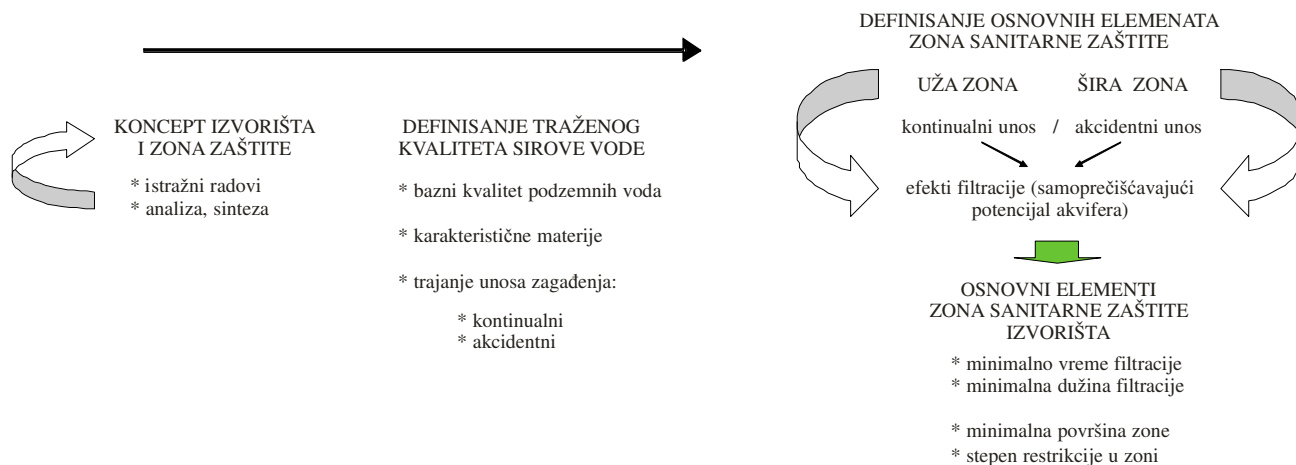 KONCEPT IZVORIŠTA
I ZONA ZAŠTITE
* istražni radovi
* analiza, sinteza
DEFINISANJE TRAŽENOG
KVALITETA SIROVE VODE
* bazni kvalitet podzemnih voda
* karakteristične materije
* trajanje unosa zagađenja:
* kontinualni
* akcidentni
DEFINISANJE OSNOVNIH ELEMENATA
ZONA SANITARNE ZAŠTITE
UŽA ZONA ŠIRA ZONA
kontinualni unos / akcidentni unos
efekti filtracije (samoprečišćavajući
potencijal akvifera)
OSNOVNI ELEMENTI
ZONA SANITARNE ZAŠTITE
IZVORIŠTA
* minimalno vreme filtracije
* minimalna dužina filtracije
* minimalna površina zone
* stepen restrikcije u zoni